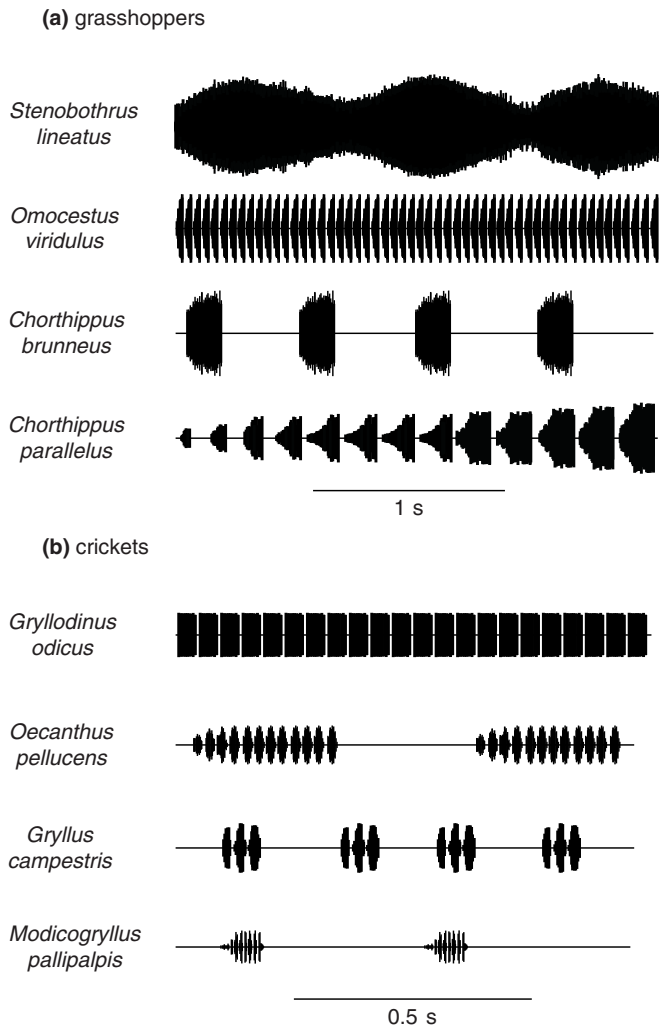 (a) grasshoppers
Stenobothrus
lineatus
Omocestus
viridulus
Chorthippus
brunneus
Chorthippus
parallelus
1 s
(b) crickets
Gryllodinus
odicus
Oecanthus
pellucens
Gryllus
campestris
Modicogryllus
pallipalpis
0.5 s